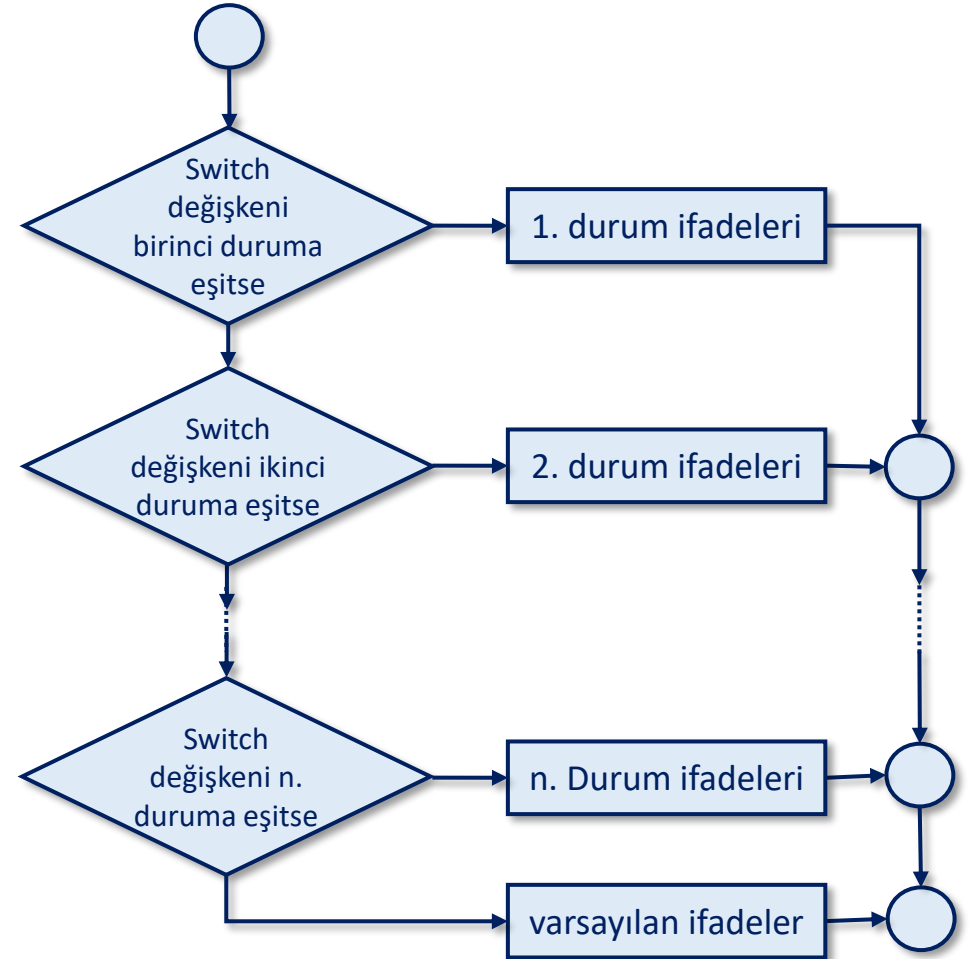 Switch
değişkeni
birinci duruma
eşitse
1. durum ifadeleri
Switch
değişkeni ikinci
duruma eşitse
2. durum ifadeleri
Switch
değişkeni n.
duruma eşitse
n. Durum ifadeleri
varsayılan ifadeler